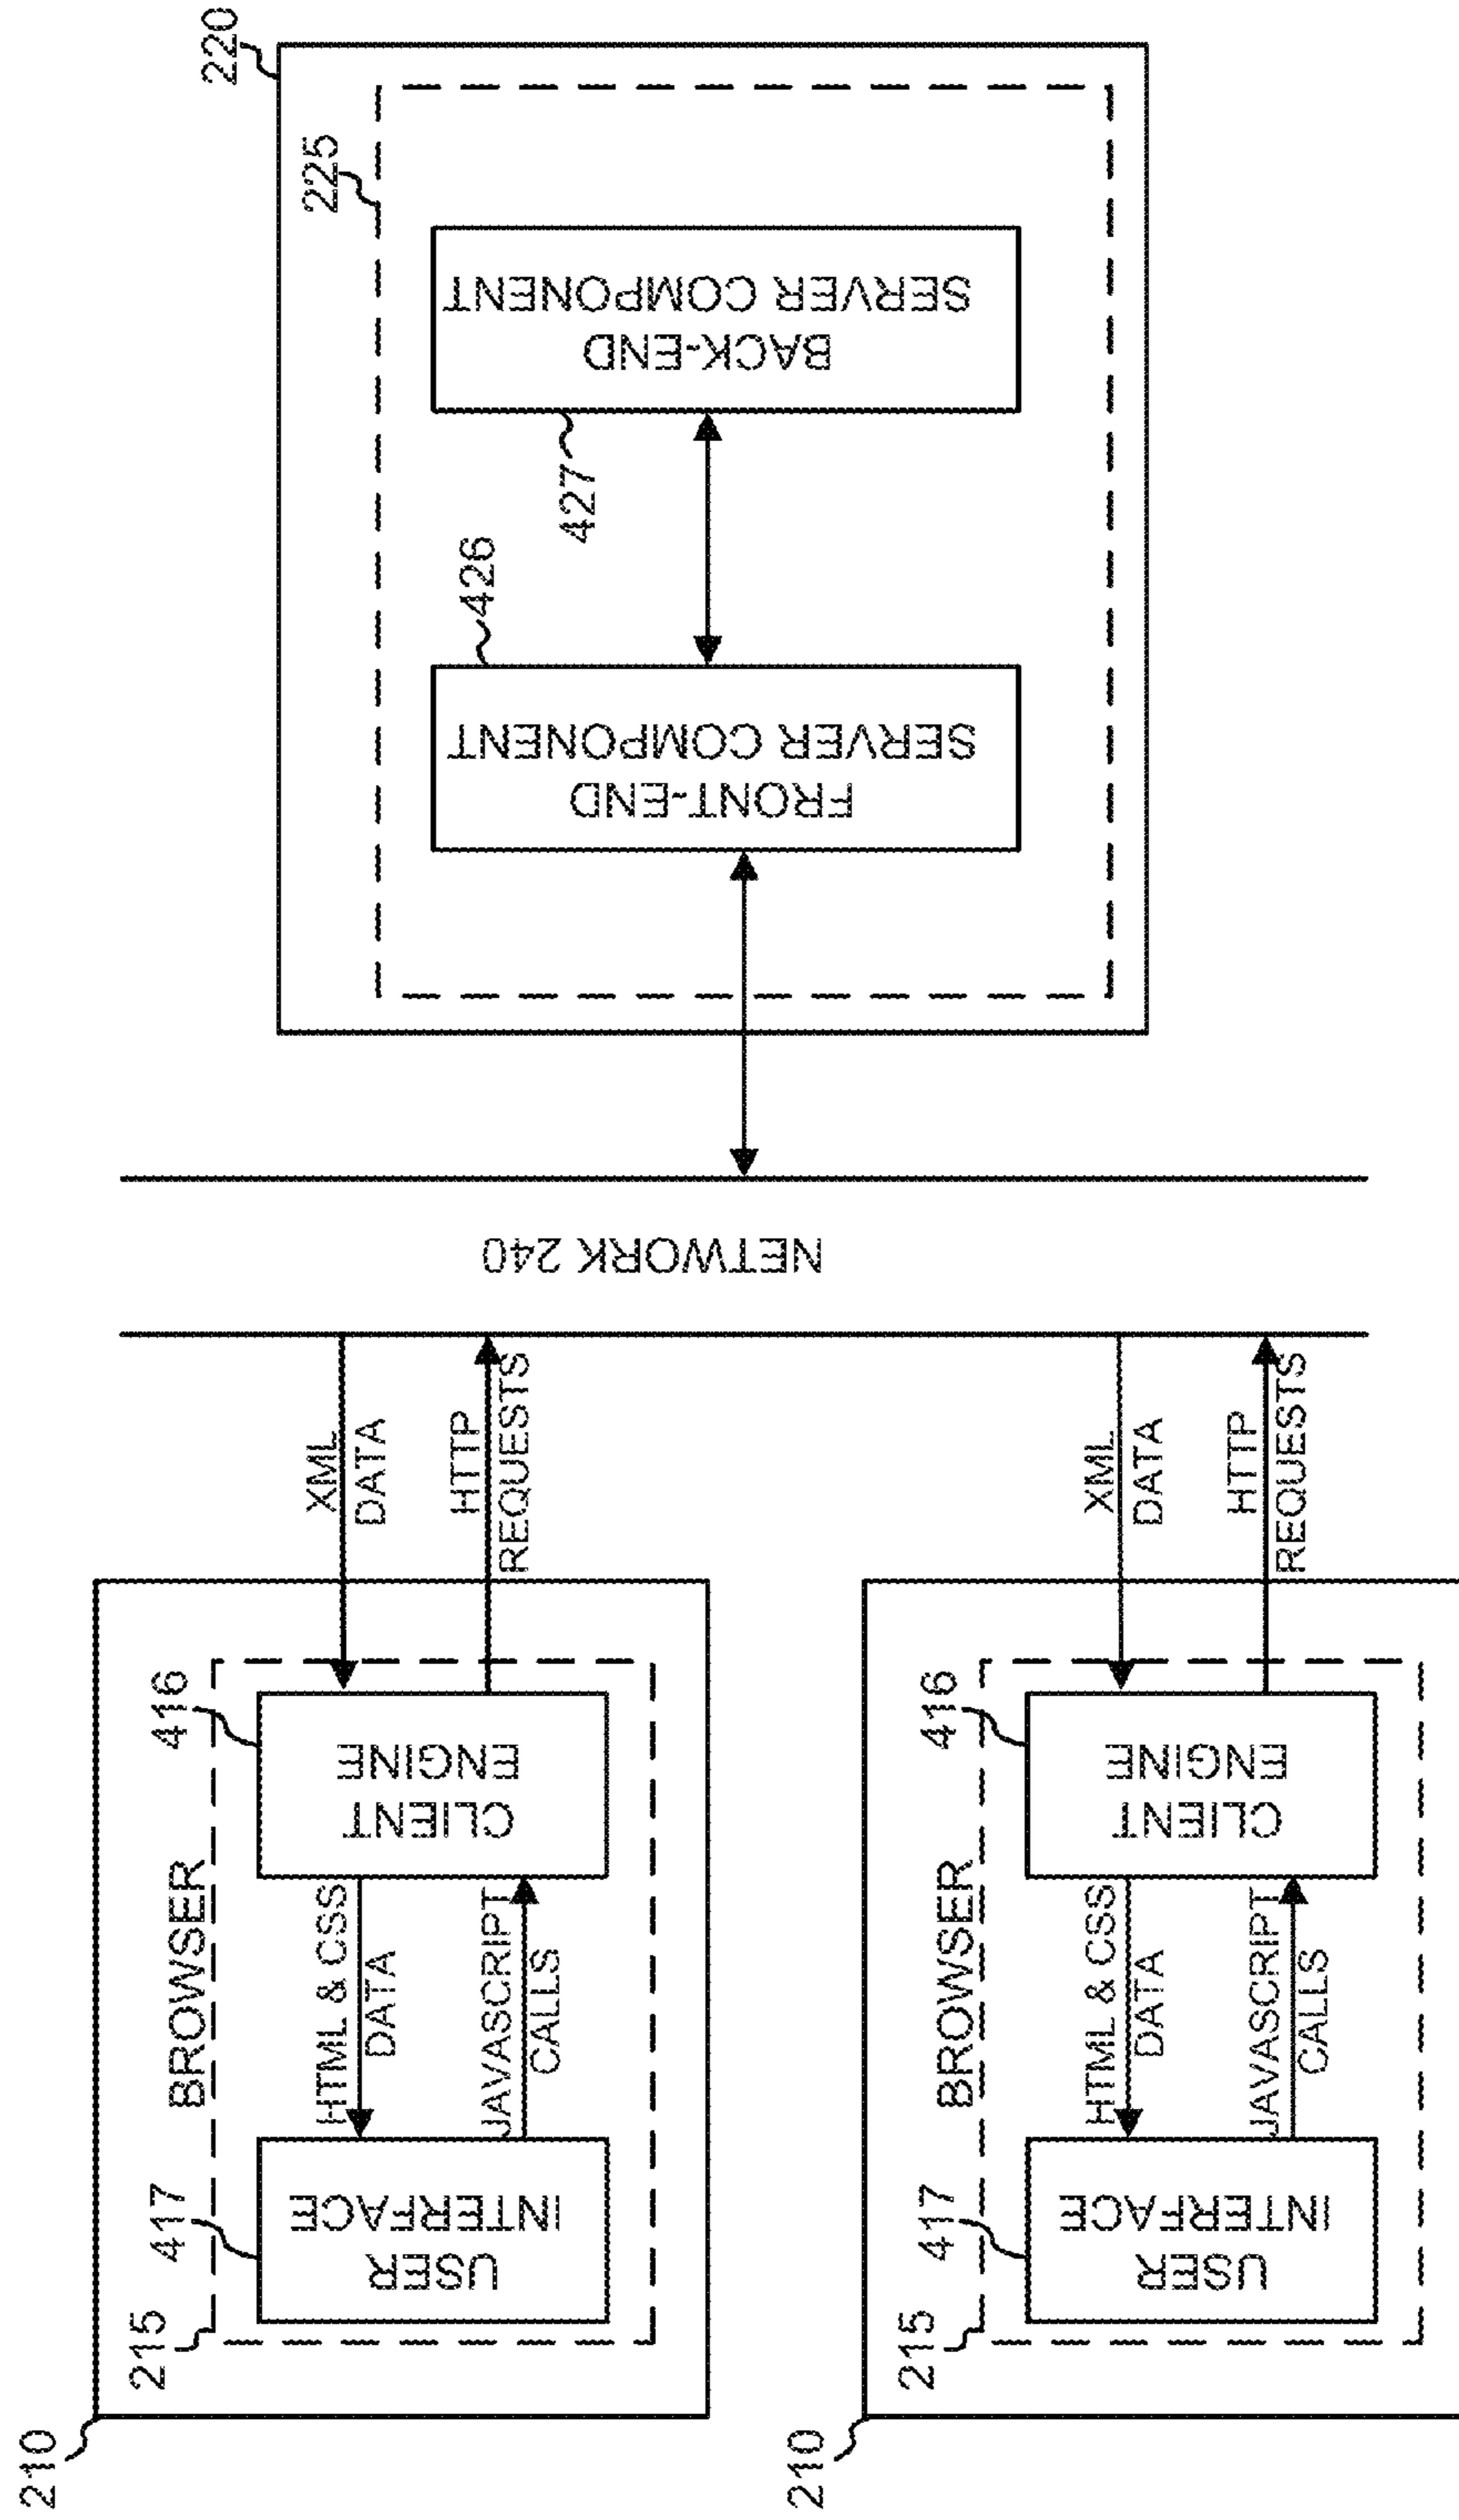 220
225
BACK-END
SERVER COMPONENT
427
426
FRONT-END
SERVER COMPONENT
NETWORK 240
XML
DATA
HTTP
REQUESTS
XML
DATA
HTTP
REQUESTS
210
215
BROWSER
416
CLIENT
ENGINE
HTML & CSS
DATA
JAVASCRIPT
CALLS
417
USER
INTERFACE
210
215
BROWSER
416
CLIENT
ENGINE
HTML & CSS
DATA
JAVASCRIPT
CALLS
417
USER
INTERFACE